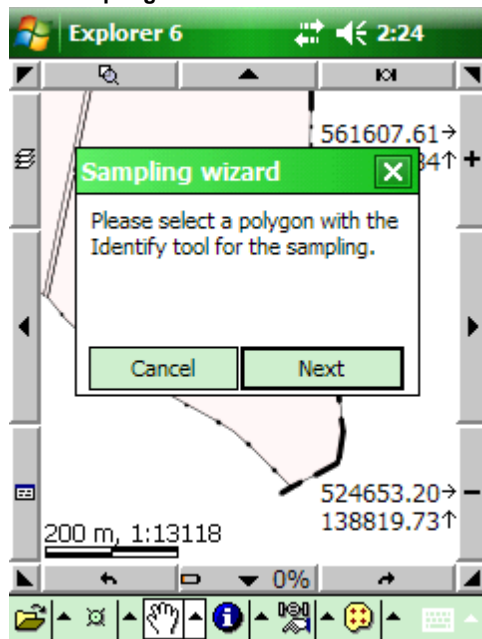 Explorer 6 2:24
561607.61→
34↑
Sampling wizard
Please select a polygon with the
Identify tool for the sampling.
Cancel Next
524653.20→
138819.73↑
200 m, 1:13118
0%